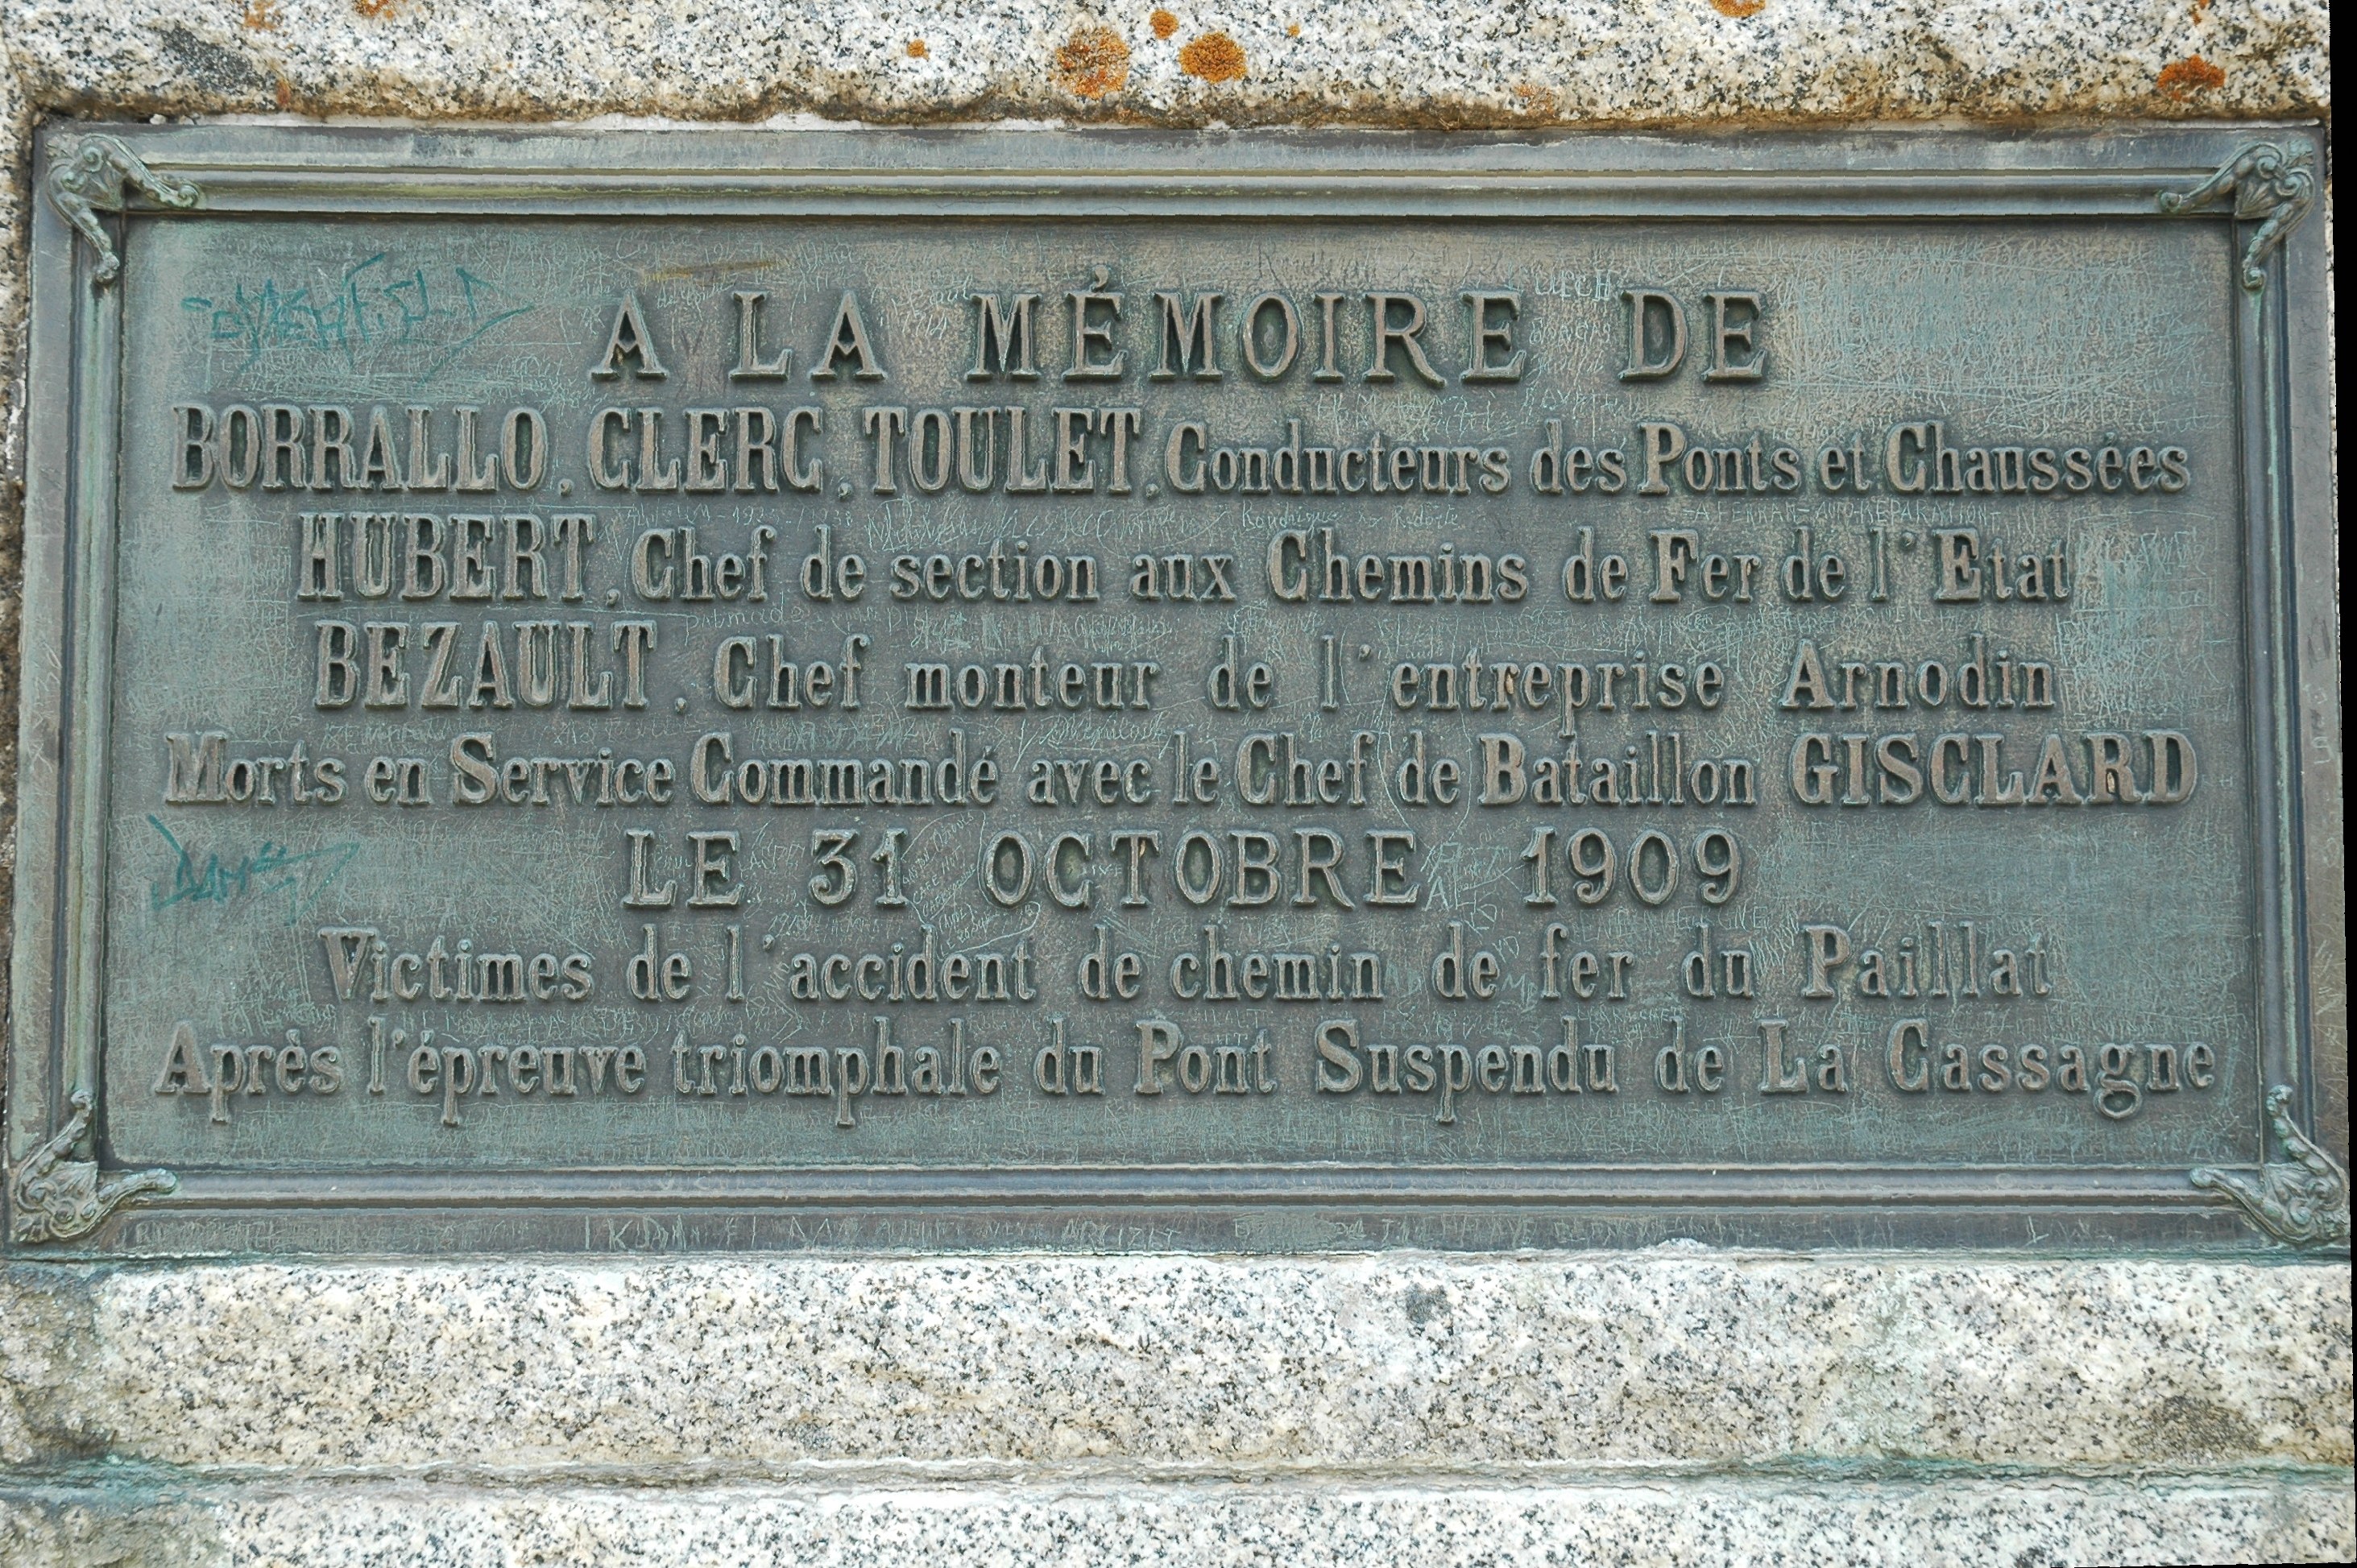 A LA MÉMOIRE DE
BORRALLO, CLERC, TOULET, Conducteurs des Ponts et Chaussées
HUBERT, Chef de section aux Chemins de Fer de l'Etat
BEZAULT, Chef monteur de l'entreprise Arnodin
Morts en Service Commandé avec le Chef de Bataillon GISCLARD
LE 31 OCTOBRE 1909
Victimes de l'accident de chemin de fer du Paillat
Après l'épreuve triomphale du Pont Suspendu de La Cassagne